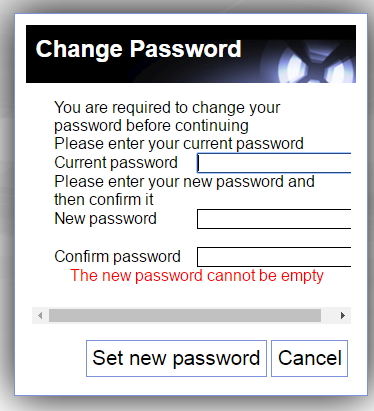 Change Password
You are required to change your
password before continuing
Please enter your current password
Current password
Please enter your new password and
then confirm it
New password
Confirm password
The new password cannot be empty
Set new password Cancel